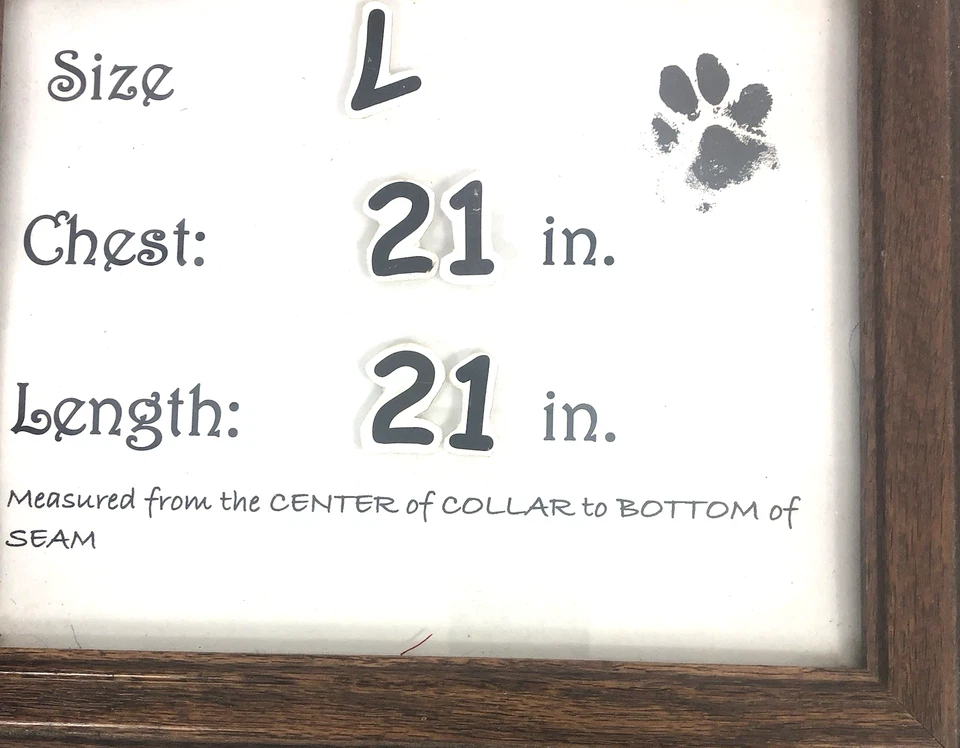 Size L
Chest: 21 in.
Length: 21 in.
Measured from the CENTER of COLLAR to BOTTOM of
SEAM